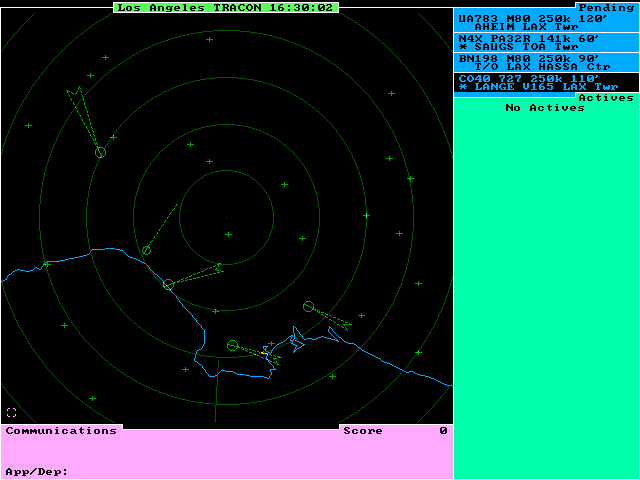 Los Angeles TRACON 16:30:02
Pending
UA783 M80 250k 120'
AHEIM LAX Twr
N4X PA32R 141k 60'
* SAUGS TOA Twr
BN198 M80 250k 90'
T/O LAX HASSA Ctr
CO40 727 250k 110'
* LANGE V165 LAX Twr
Actives
No Actives
Communications
Score 0
App/Dep: